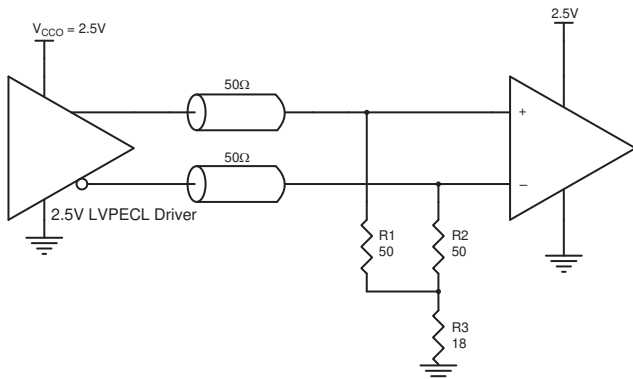 V_CCO = 2.5V
2.5V
50Ω
50Ω
+
−
2.5V LVPECL Driver
R1
50
R2
50
R3
18